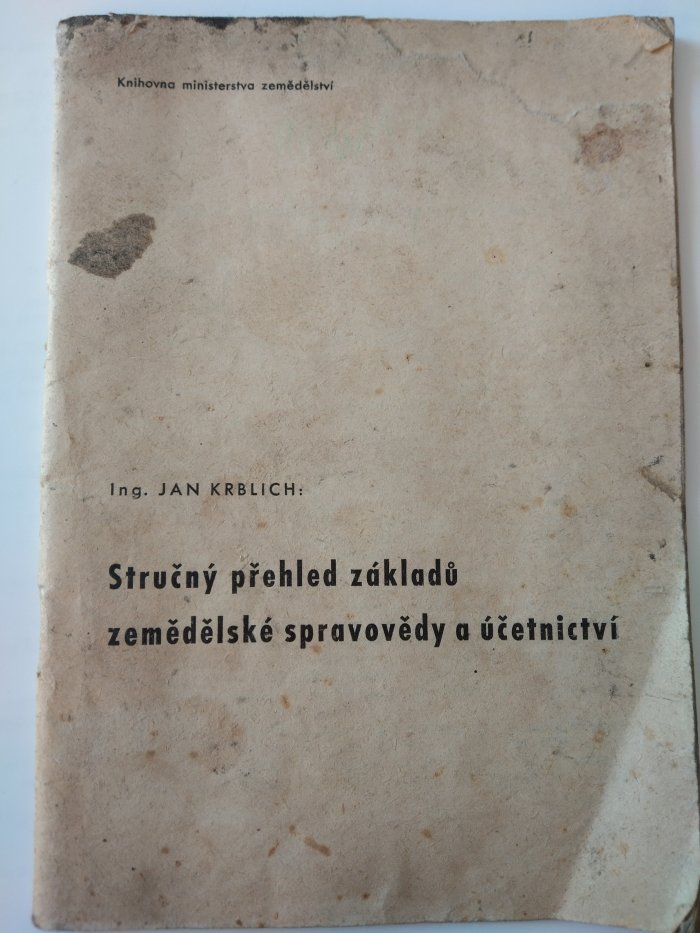 Knihovna ministerstva zemědělství
Ing. JAN KRBLICH:
Stručný přehled základů
zemědělské spravovědy a účetnictví